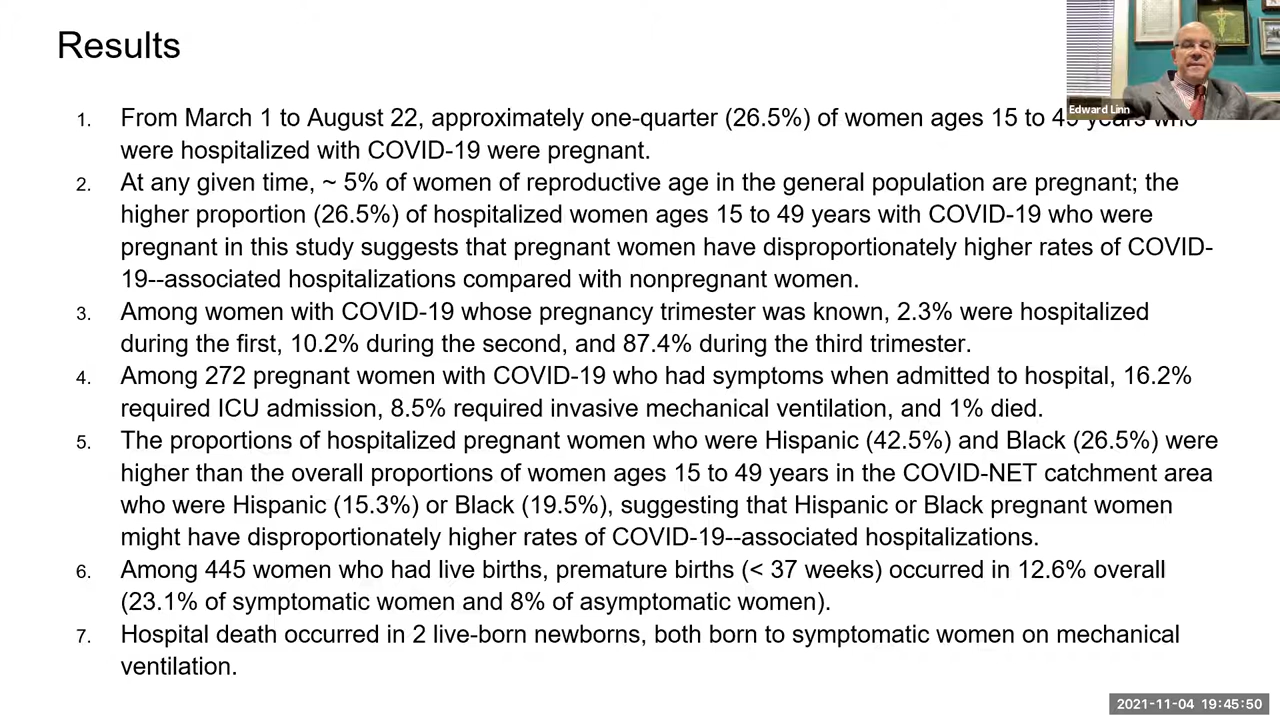 Results
Edward Linn
1. From March 1 to August 22, approximately one-quarter (26.5%) of women ages 15 to 49 years who
were hospitalized with COVID-19 were pregnant.
2. At any given time, ~ 5% of women of reproductive age in the general population are pregnant; the
higher proportion (26.5%) of hospitalized women ages 15 to 49 years with COVID-19 who were
pregnant in this study suggests that pregnant women have disproportionately higher rates of COVID-
19--associated hospitalizations compared with nonpregnant women.
3. Among women with COVID-19 whose pregnancy trimester was known, 2.3% were hospitalized
during the first, 10.2% during the second, and 87.4% during the third trimester.
4. Among 272 pregnant women with COVID-19 who had symptoms when admitted to hospital, 16.2%
required ICU admission, 8.5% required invasive mechanical ventilation, and 1% died.
5. The proportions of hospitalized pregnant women who were Hispanic (42.5%) and Black (26.5%) were
higher than the overall proportions of women ages 15 to 49 years in the COVID-NET catchment area
who were Hispanic (15.3%) or Black (19.5%), suggesting that Hispanic or Black pregnant women
might have disproportionately higher rates of COVID-19--associated hospitalizations.
6. Among 445 women who had live births, premature births (< 37 weeks) occurred in 12.6% overall
(23.1% of symptomatic women and 8% of asymptomatic women).
7. Hospital death occurred in 2 live-born newborns, both born to symptomatic women on mechanical
ventilation.
2021-11-04 19:45:50